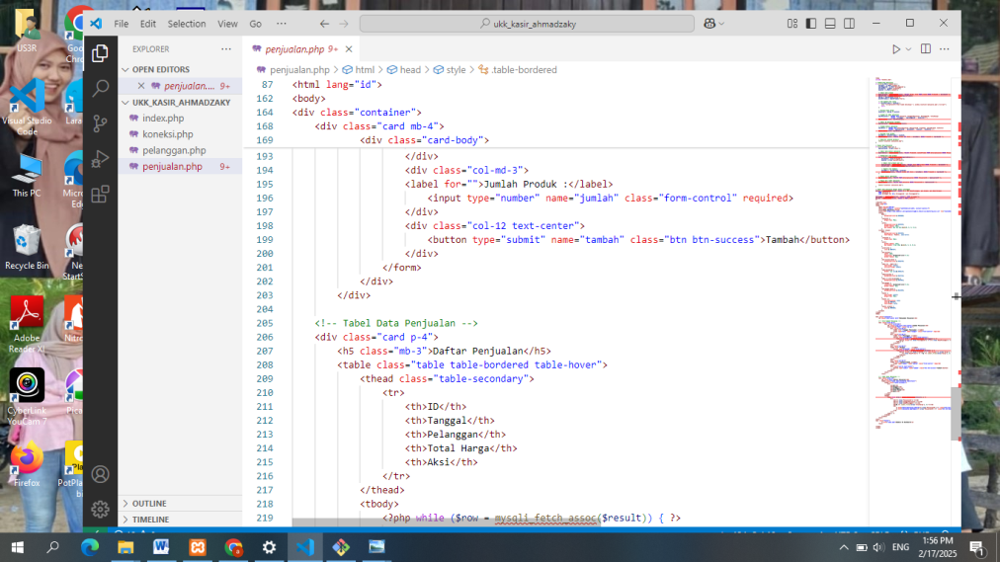 US3R
Goo
Chro
Visual Studio
Code
Lara
This PC
Micro
Ed
Recycle Bin
Ne
StartS
Adobe
Reader XI
Nitro
CyberLink
YouCam 7
Pica
Firefox
PotPla
bi
File Edit Selection View Go ···
ukk_kasir_ahmadzaky
EXPLORER ···
penjualan.php 9+
OPEN EDITORS
penjualan.... 9+
UKK_KASIR_AHMADZAKY
index.php
koneksi.php
pelanggan.php
penjualan.php 9+
OUTLINE
TIMELINE
penjualan.php > html > head > style > .table-bordered
87 <html lang="id">
162 <body>
164 <div class="container">
168 <div class="card mb-4">
169 <div class="card-body">
193 </div>
194 <div class="col-md-3">
195 <label for="">Jumlah Produk :</label>
196 <input type="number" name="jumlah" class="form-control" required>
197 </div>
198 <div class="col-12 text-center">
199 <button type="submit" name="tambah" class="btn btn-success">Tambah</button>
200 </div>
201 </form>
202 </div>
203 </div>
204
205 <!-- Tabel Data Penjualan -->
206 <div class="card p-4">
207 <h5 class="mb-3">Daftar Penjualan</h5>
208 <table class="table table-bordered table-hover">
209 <thead class="table-secondary">
210 <tr>
211 <th>ID</th>
212 <th>Tanggal</th>
213 <th>Pelanggan</th>
214 <th>Total Harga</th>
215 <th>Aksi</th>
216 </tr>
217 </thead>
218 <tbody>
219 <?php while ($row = mysqli_fetch_assoc($result)) { ?>
ENG
1:56 PM
2/17/2025
1